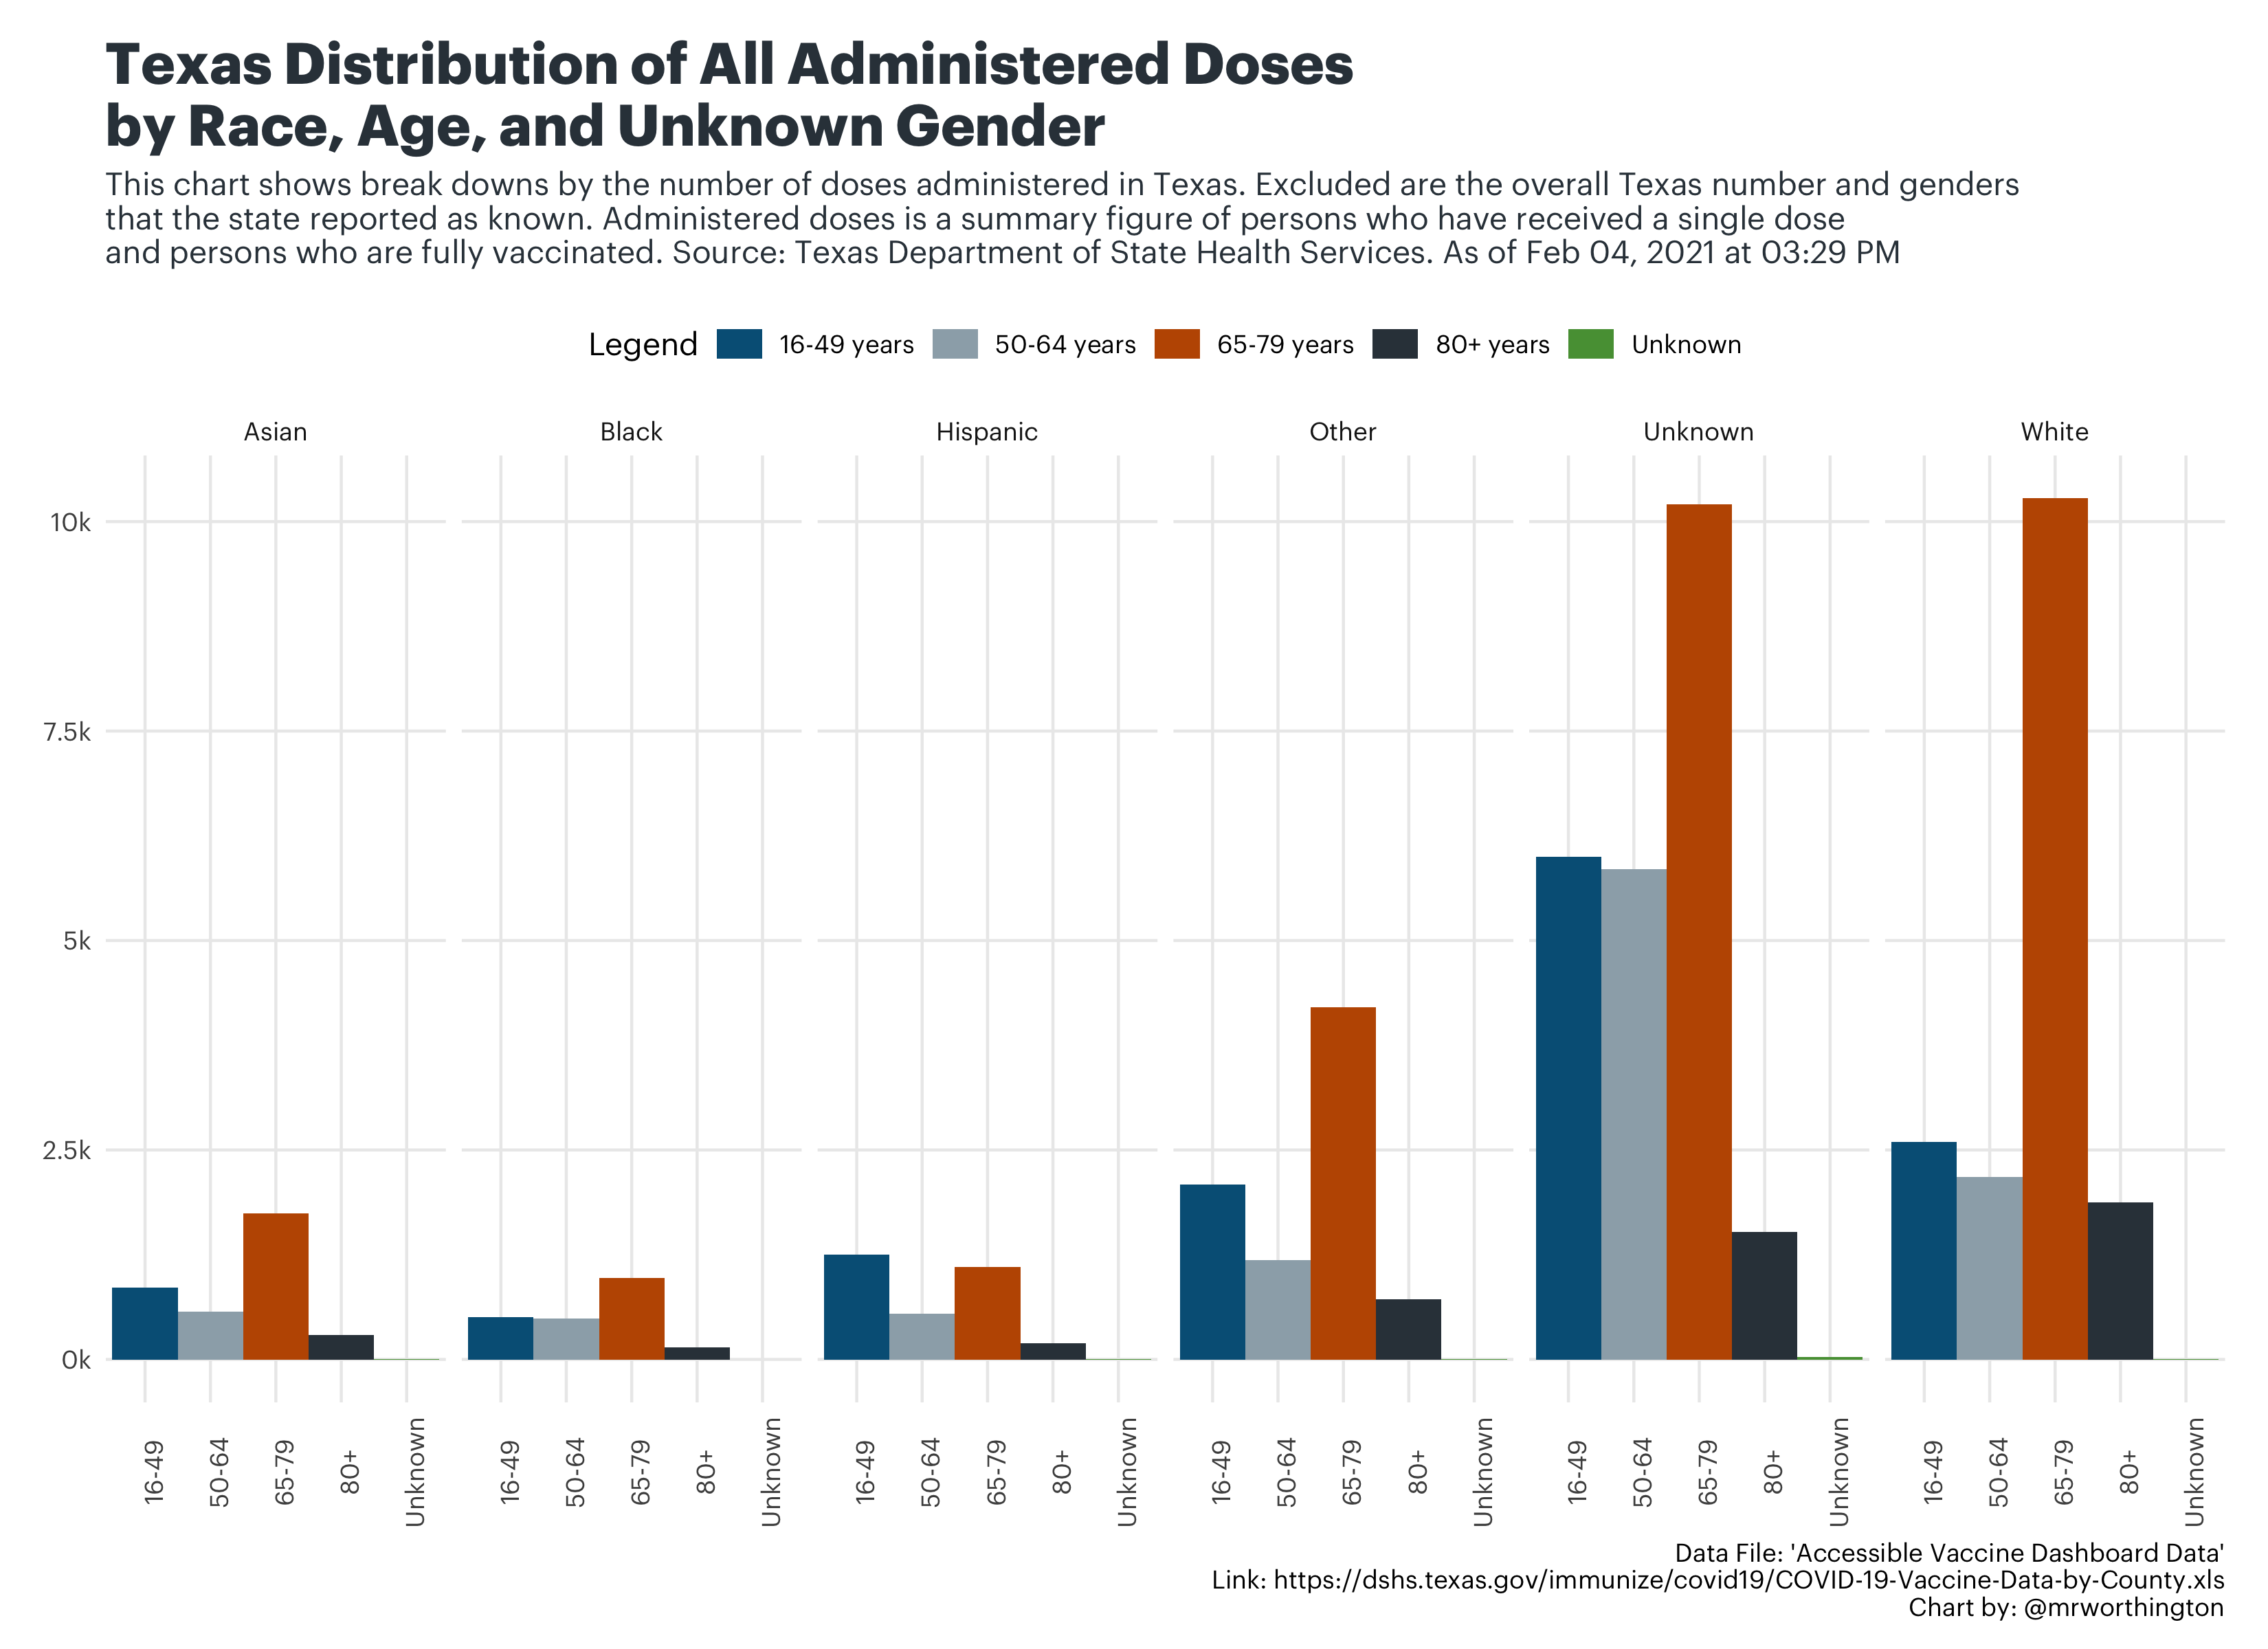 Texas Distribution of All Administered Doses
by Race, Age, and Unknown Gender
This chart shows break downs by the number of doses administered in Texas. Excluded are the overall Texas number and genders
that the state reported as known. Administered doses is a summary figure of persons who have received a single dose
and persons who are fully vaccinated. Source: Texas Department of State Health Services. As of Feb 04, 2021 at 03:29 PM
Legend 16-49 years 50-64 years 65-79 years 80+ years Unknown
Asian Black Hispanic Other Unknown White
10k
7.5k
5k
2.5k
0k
16-49 50-64 65-79 80+ Unknown 16-49 50-64 65-79 80+ Unknown 16-49 50-64 65-79 80+ Unknown 16-49 50-64 65-79 80+ Unknown 16-49 50-64 65-79 80+ Unknown 16-49 50-64 65-79 80+ Unknown
Data File: 'Accessible Vaccine Dashboard Data'
Link: https://dshs.texas.gov/immunize/covid19/COVID-19-Vaccine-Data-by-County.xls
Chart by: @mrworthington